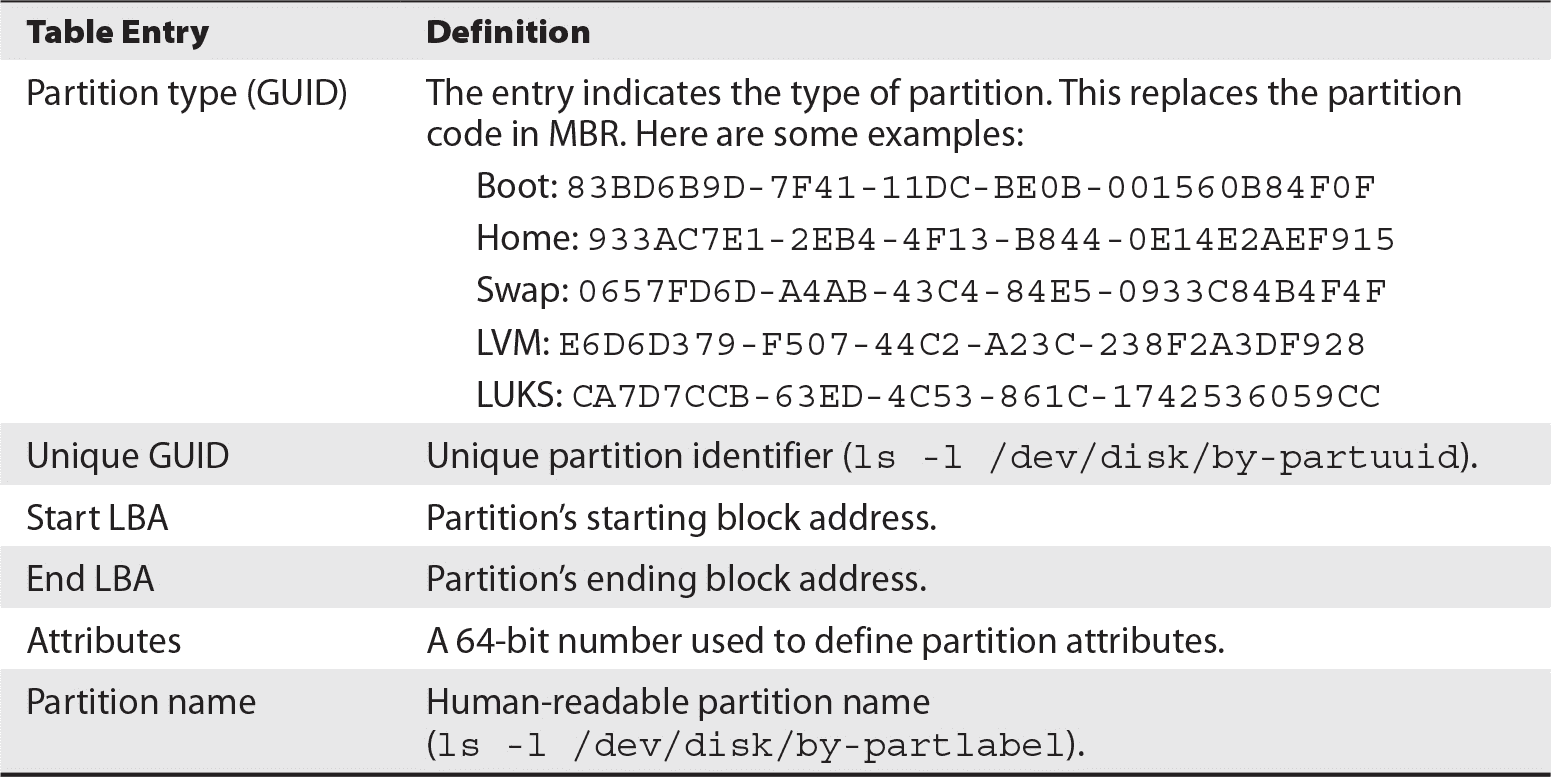 Table Entry Definition
Partition type (GUID) The entry indicates the type of partition. This replaces the partition
code in MBR. Here are some examples:
Boot: 83BD6B9D-7F41-11DC-BE0B-001560B84F0F
Home: 933AC7E1-2EB4-4F13-B844-0E14E2AEF915
Swap: 0657FD6D-A4AB-43C4-84E5-0933C84B4F4F
LVM: E6D6D379-F507-44C2-A23C-238F2A3DF928
LUKS: CA7D7CCB-63ED-4C53-861C-1742536059CC
Unique GUID Unique partition identifier (ls -l /dev/disk/by-partuuid).
Start LBA Partition’s starting block address.
End LBA Partition’s ending block address.
Attributes A 64-bit number used to define partition attributes.
Partition name Human-readable partition name
(ls -l /dev/disk/by-partlabel).